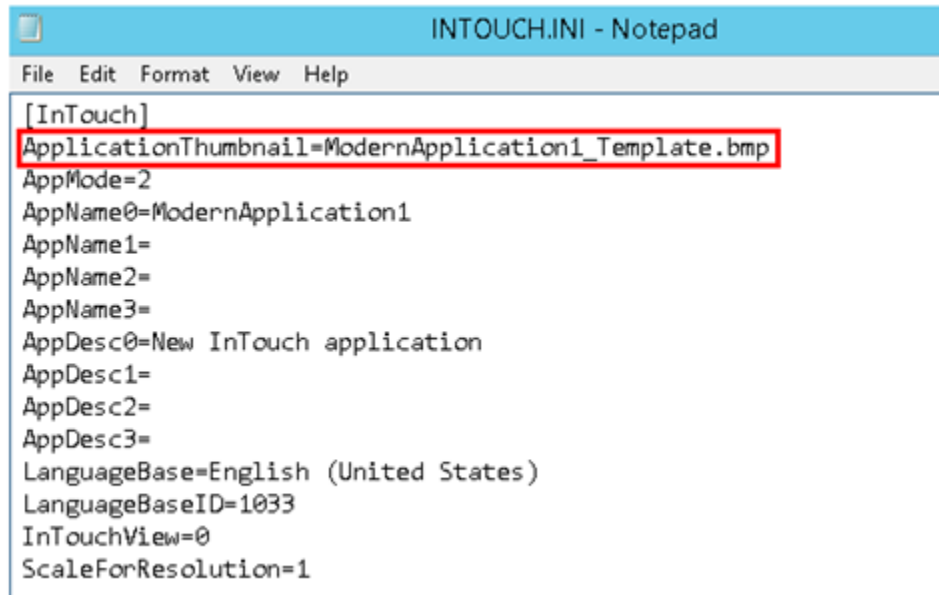 INTOUCH.INI - Notepad
File Edit Format View Help
[InTouch]
ApplicationThumbnail=ModernApplication1_Template.bmp
AppMode=2
AppName0=ModernApplication1
AppName1=
AppName2=
AppName3=
AppDesc0=New InTouch application
AppDesc1=
AppDesc2=
AppDesc3=
LanguageBase=English (United States)
LanguageBaseID=1033
InTouchView=0
ScaleForResolution=1